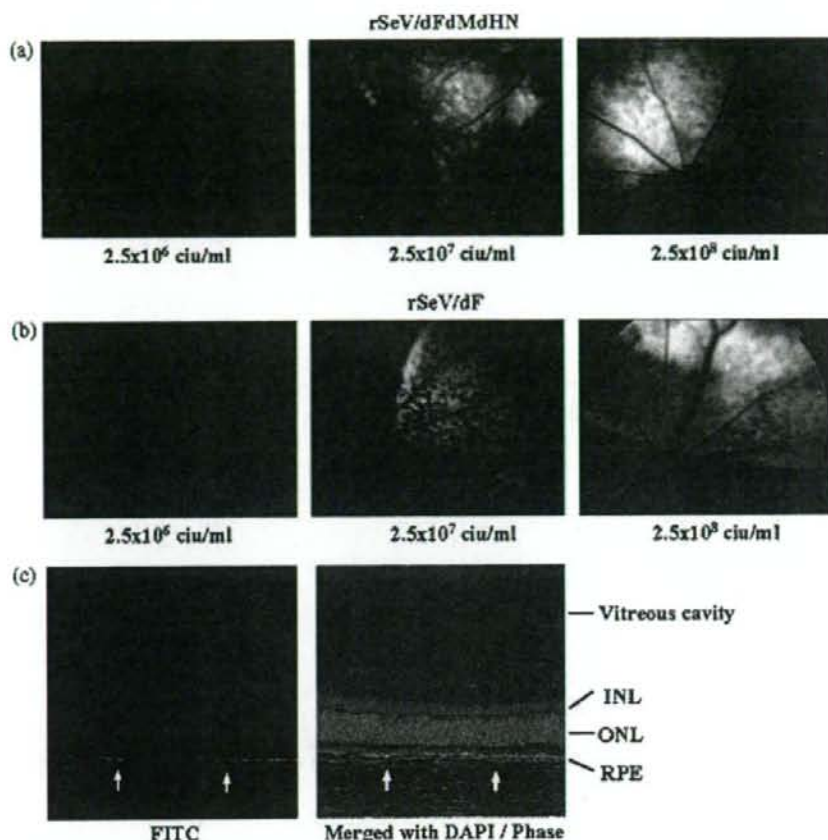 rSeV/dFdMdHN
(a)
2.5x10⁶ ciu/ml 2.5x10⁷ ciu/ml 2.5x10⁸ ciu/ml
rSeV/dF
(b)
2.5x10⁶ ciu/ml 2.5x10⁷ ciu/ml 2.5x10⁸ ciu/ml
(c)
Vitreous cavity
INL
ONL
RPE
FITC Merged with DAPI / Phase